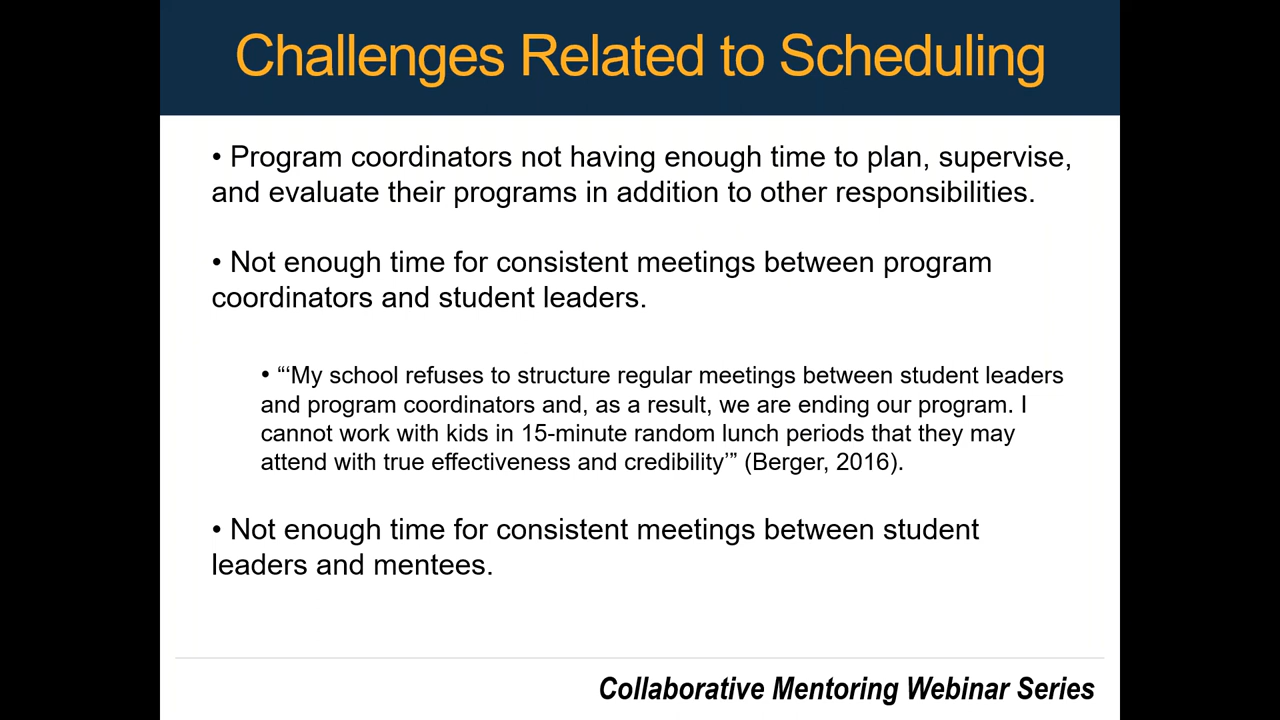 Challenges Related to Scheduling
• Program coordinators not having enough time to plan, supervise,
and evaluate their programs in addition to other responsibilities.
• Not enough time for consistent meetings between program
coordinators and student leaders.
• “‘My school refuses to structure regular meetings between student leaders
and program coordinators and, as a result, we are ending our program. I
cannot work with kids in 15-minute random lunch periods that they may
attend with true effectiveness and credibility’” (Berger, 2016).
• Not enough time for consistent meetings between student
leaders and mentees.
Collaborative Mentoring Webinar Series